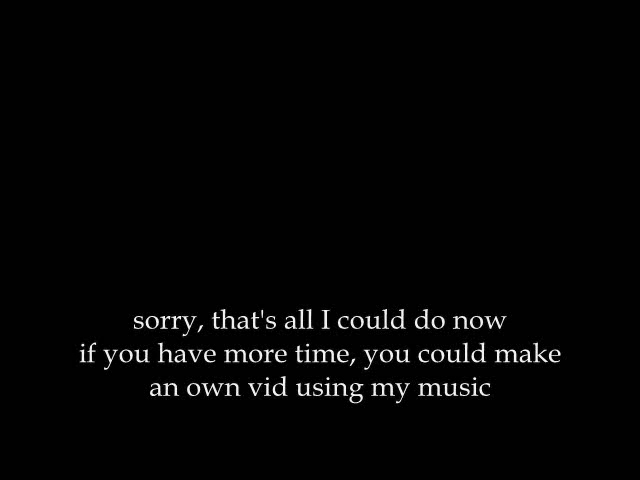 sorry, that's all I could do now
if you have more time, you could make
an own vid using my music